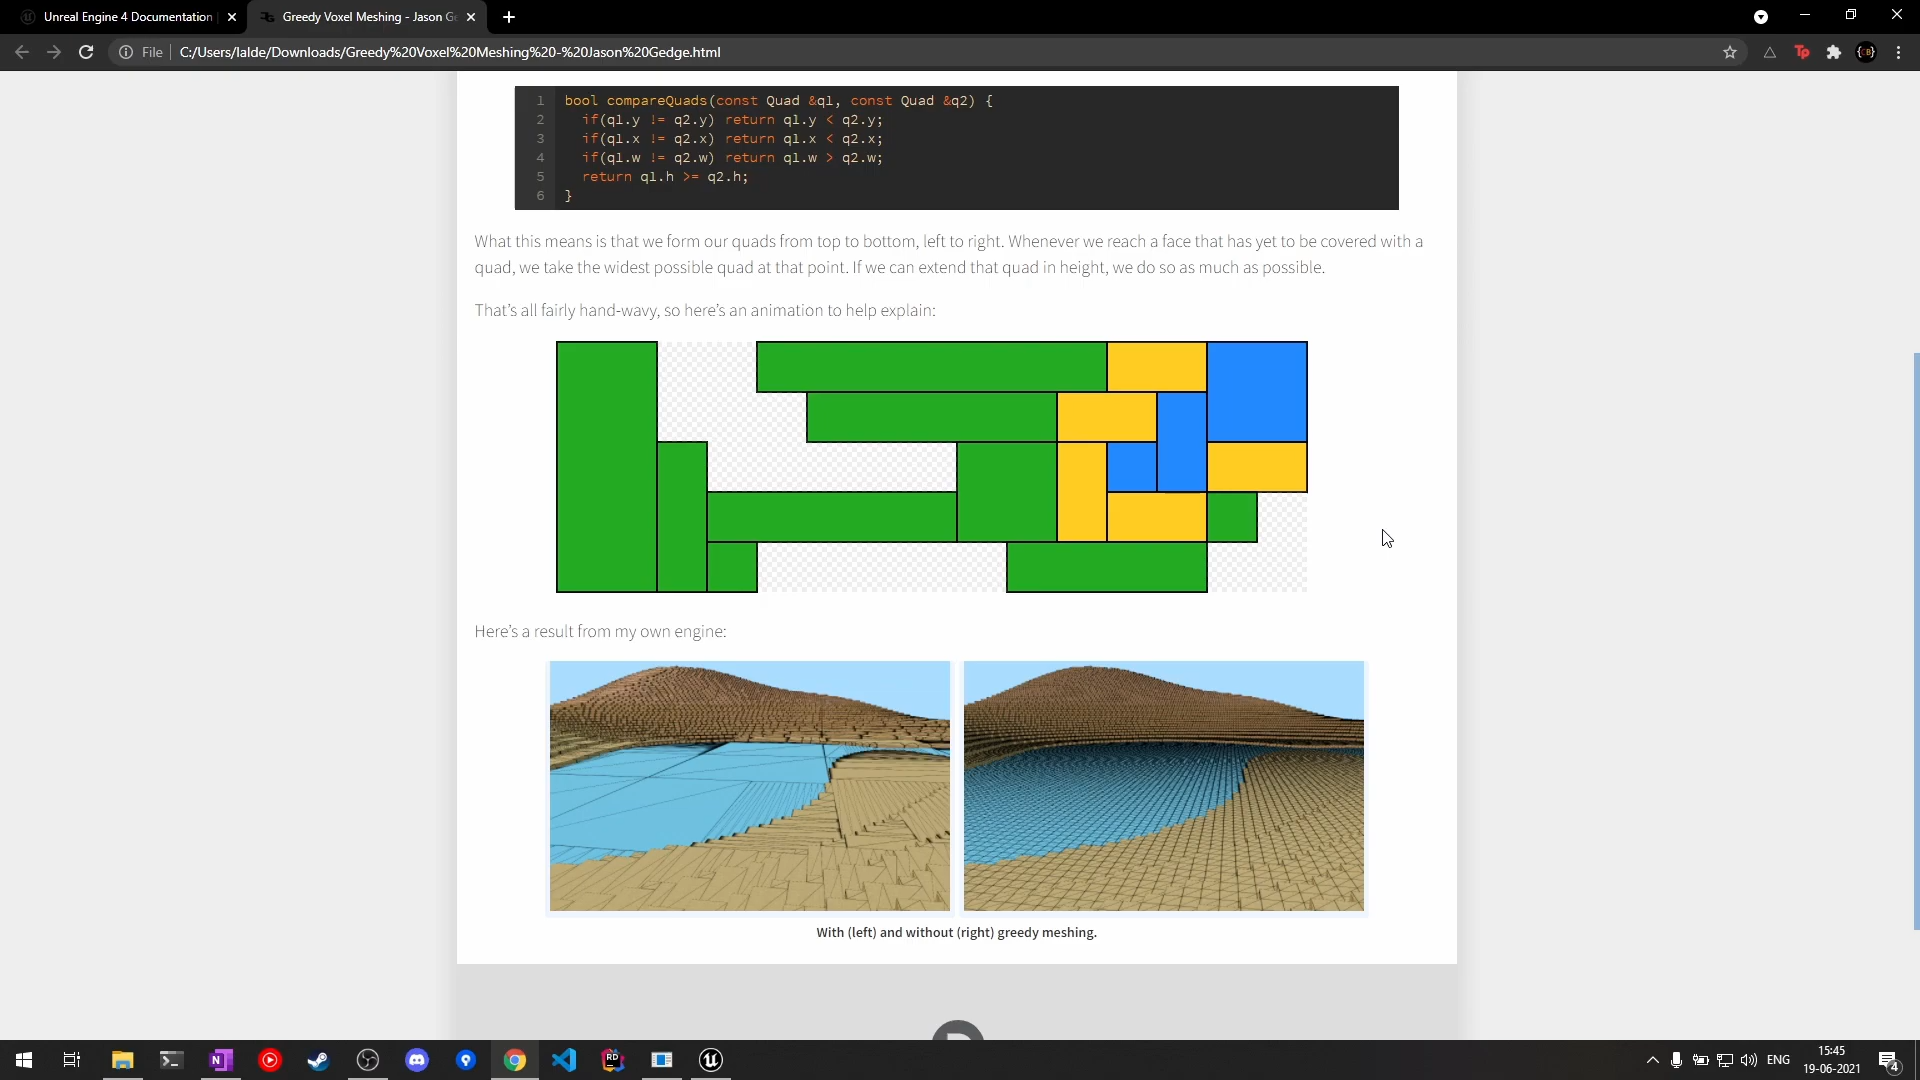 Unreal Engine 4 Documentation
Greedy Voxel Meshing - Jason Ge
File
C:/Users/lalde/Downloads/Greedy%20Voxel%20Meshing%20-%20Jason%20Gedge.html
1 bool compareQuads(const Quad &q1, const Quad &q2) {
2 if(q1.y != q2.y) return q1.y < q2.y;
3 if(q1.x != q2.x) return q1.x < q2.x;
4 if(q1.w != q2.w) return q1.w > q2.w;
5 return q1.h >= q2.h;
6 }
What this means is that we form our quads from top to bottom, left to right. Whenever we reach a face that has yet to be covered with a
quad, we take the widest possible quad at that point. If we can extend that quad in height, we do so as much as possible.
That’s all fairly hand-wavy, so here’s an animation to help explain:
Here’s a result from my own engine:
With (left) and without (right) greedy meshing.
ENG
15:45
19-06-2021
4